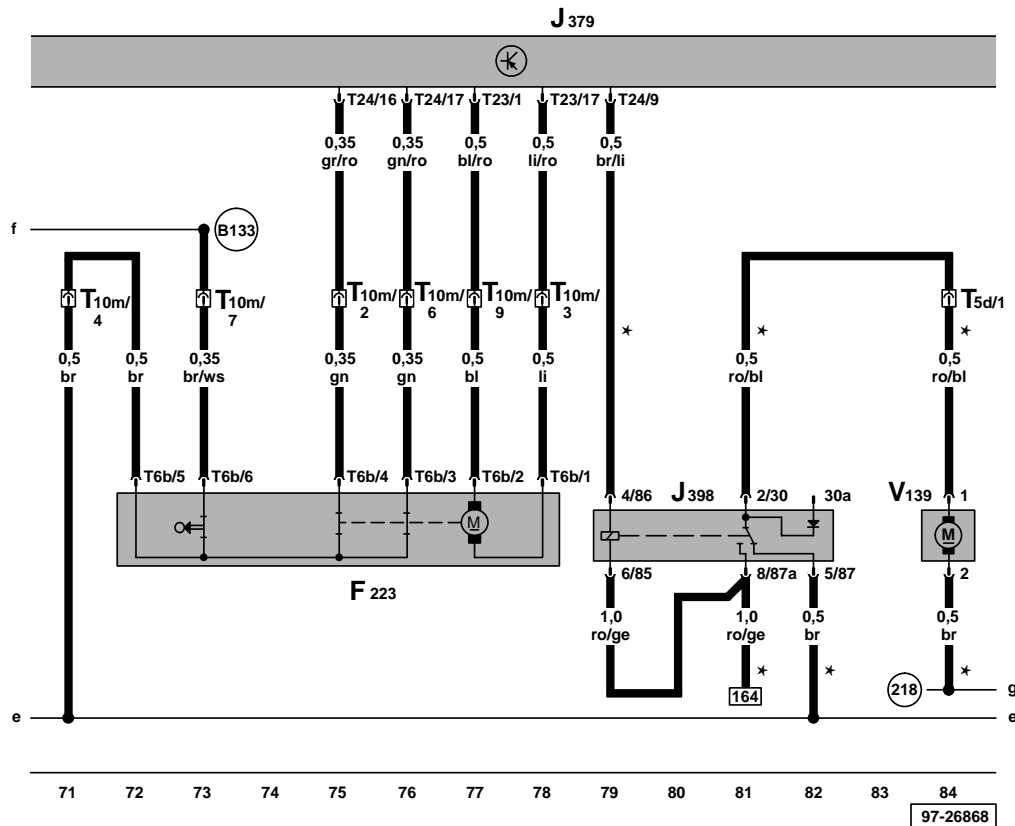 J 379
T24/16 T24/17 T23/1 T23/17 T24/9
0,35 0,35 0,5 0,5 0,5
gr/ro gn/ro bl/ro li/ro br/li
f B133
T10m/ T10m/ T10m/ T10m/ T10m/ T10m/ T5d/1
4 7 2 6 9 3
0,5 0,5 0,35 0,35 0,35 0,5 0,5 0,5 0,5
br br br/ws gn gn bl li ro/bl ro/bl
T6b/5 T6b/6 T6b/4 T6b/3 T6b/2 T6b/1
4/86 J 398 2/30 30a V139 1
M M
F 223
6/85 8/87a 5/87 2
1,0 1,0 0,5 0,5
ro/ge ro/ge br br
164 218 g
e e
71 72 73 74 75 76 77 78 79 80 81 82 83 84
97-26868